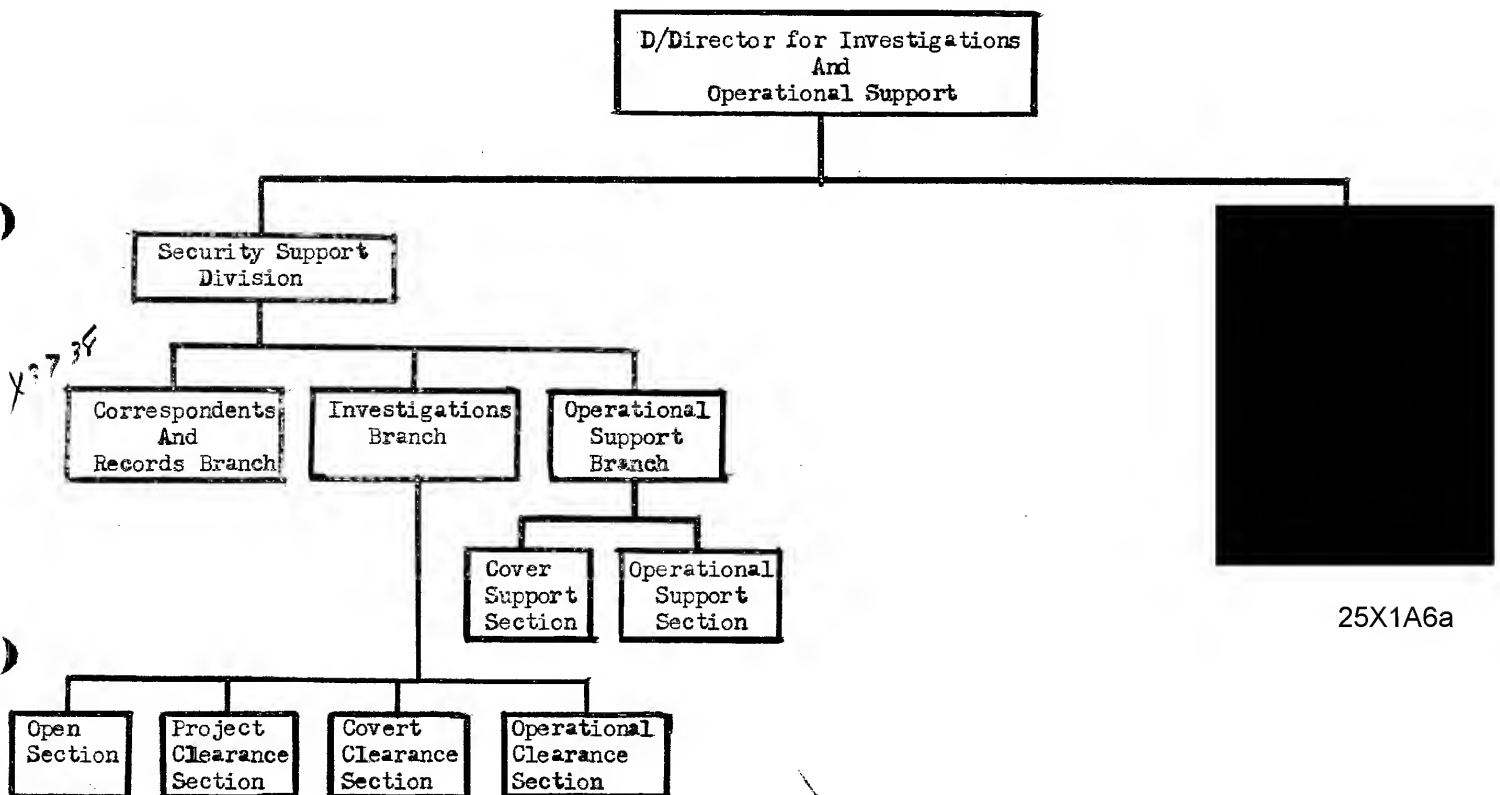 D/Director for Investigations
And
Operational Support
Security Support
Division
Correspondents
And
Records Branch
Investigations
Branch
Operational
Support
Branch
Cover
Support
Section
Operational
Support
Section
25X1A6a
Open
Section
Project
Clearance
Section
Covert
Clearance
Section
Operational
Clearance
Section